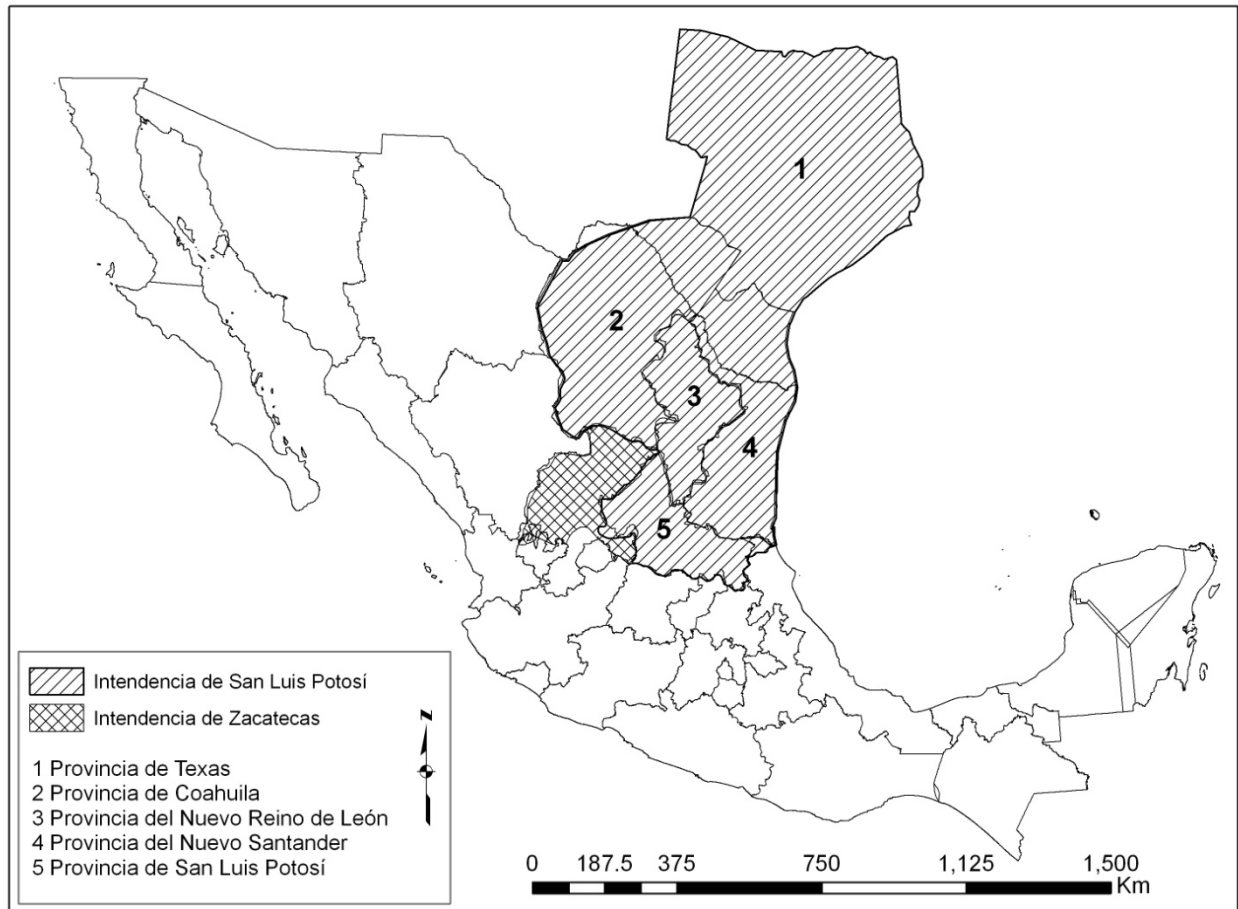 1
2
3
4
5
Intendencia de San Luis Potosí
Intendencia de Zacatecas
N
1 Provincia de Texas
2 Provincia de Coahuila
3 Provincia del Nuevo Reino de León
4 Provincia del Nuevo Santander
5 Provincia de San Luis Potosí
0 187.5 375 750 1,125 1,500
Km